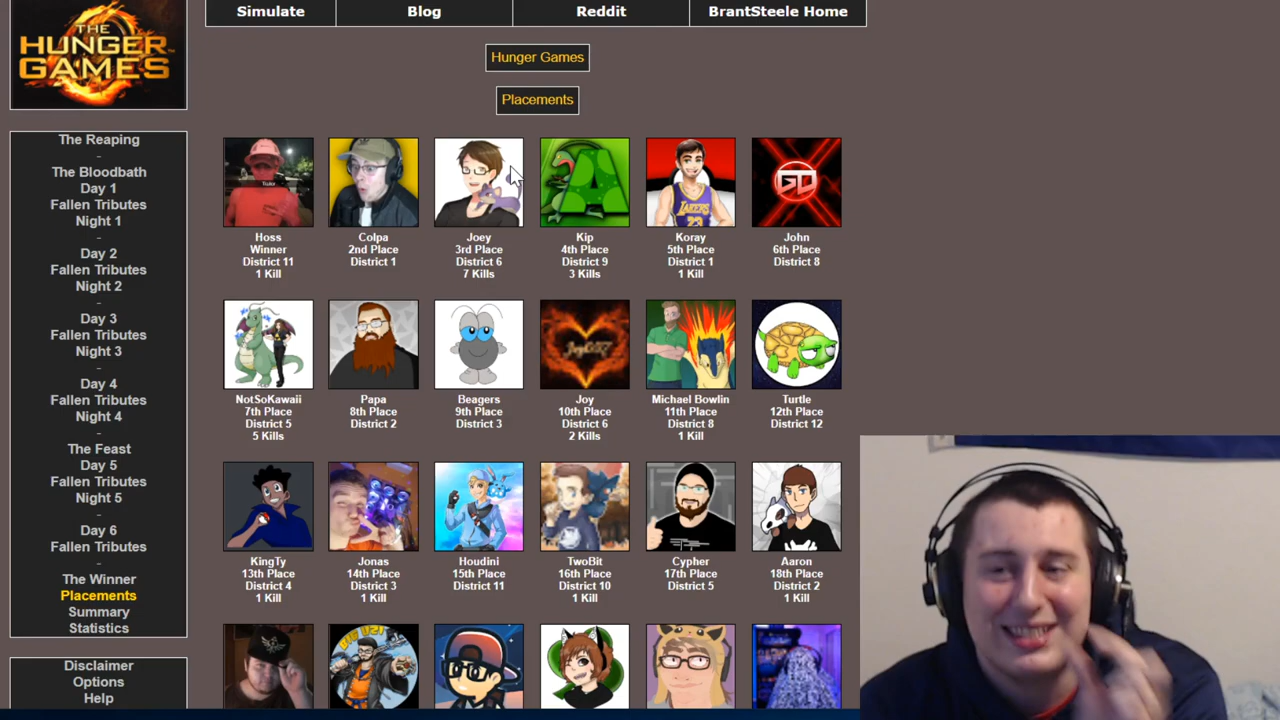 THE
HUNGER
GAMES
Simulate
Blog
Reddit
BrantSteele Home
Hunger Games
Placements
The Reaping
-
The Bloodbath
Day 1
Fallen Tributes
Night 1
-
Day 2
Fallen Tributes
Night 2
-
Day 3
Fallen Tributes
Night 3
-
Day 4
Fallen Tributes
Night 4
-
The Feast
Day 5
Fallen Tributes
Night 5
-
Day 6
Fallen Tributes
-
The Winner
Placements
Summary
Statistics
Disclaimer
Options
Help
Hoss
Winner
District 11
1 Kill
Colpa
2nd Place
District 1
Joey
3rd Place
District 6
7 Kills
A
Kip
4th Place
District 9
3 Kills
LAKERS
23
Koray
5th Place
District 1
1 Kill
GD
John
6th Place
District 8
NotSoKawaii
7th Place
District 5
5 Kills
Papa
8th Place
District 2
Beagers
9th Place
District 3
Joy
10th Place
District 6
2 Kills
Michael Bowlin
11th Place
District 8
1 Kill
Turtle
12th Place
District 12
KingTy
13th Place
District 4
1 Kill
Jonas
14th Place
District 3
1 Kill
Houdini
15th Place
District 11
TwoBit
16th Place
District 10
1 Kill
Cypher
17th Place
District 5
Aaron
18th Place
District 2
1 Kill